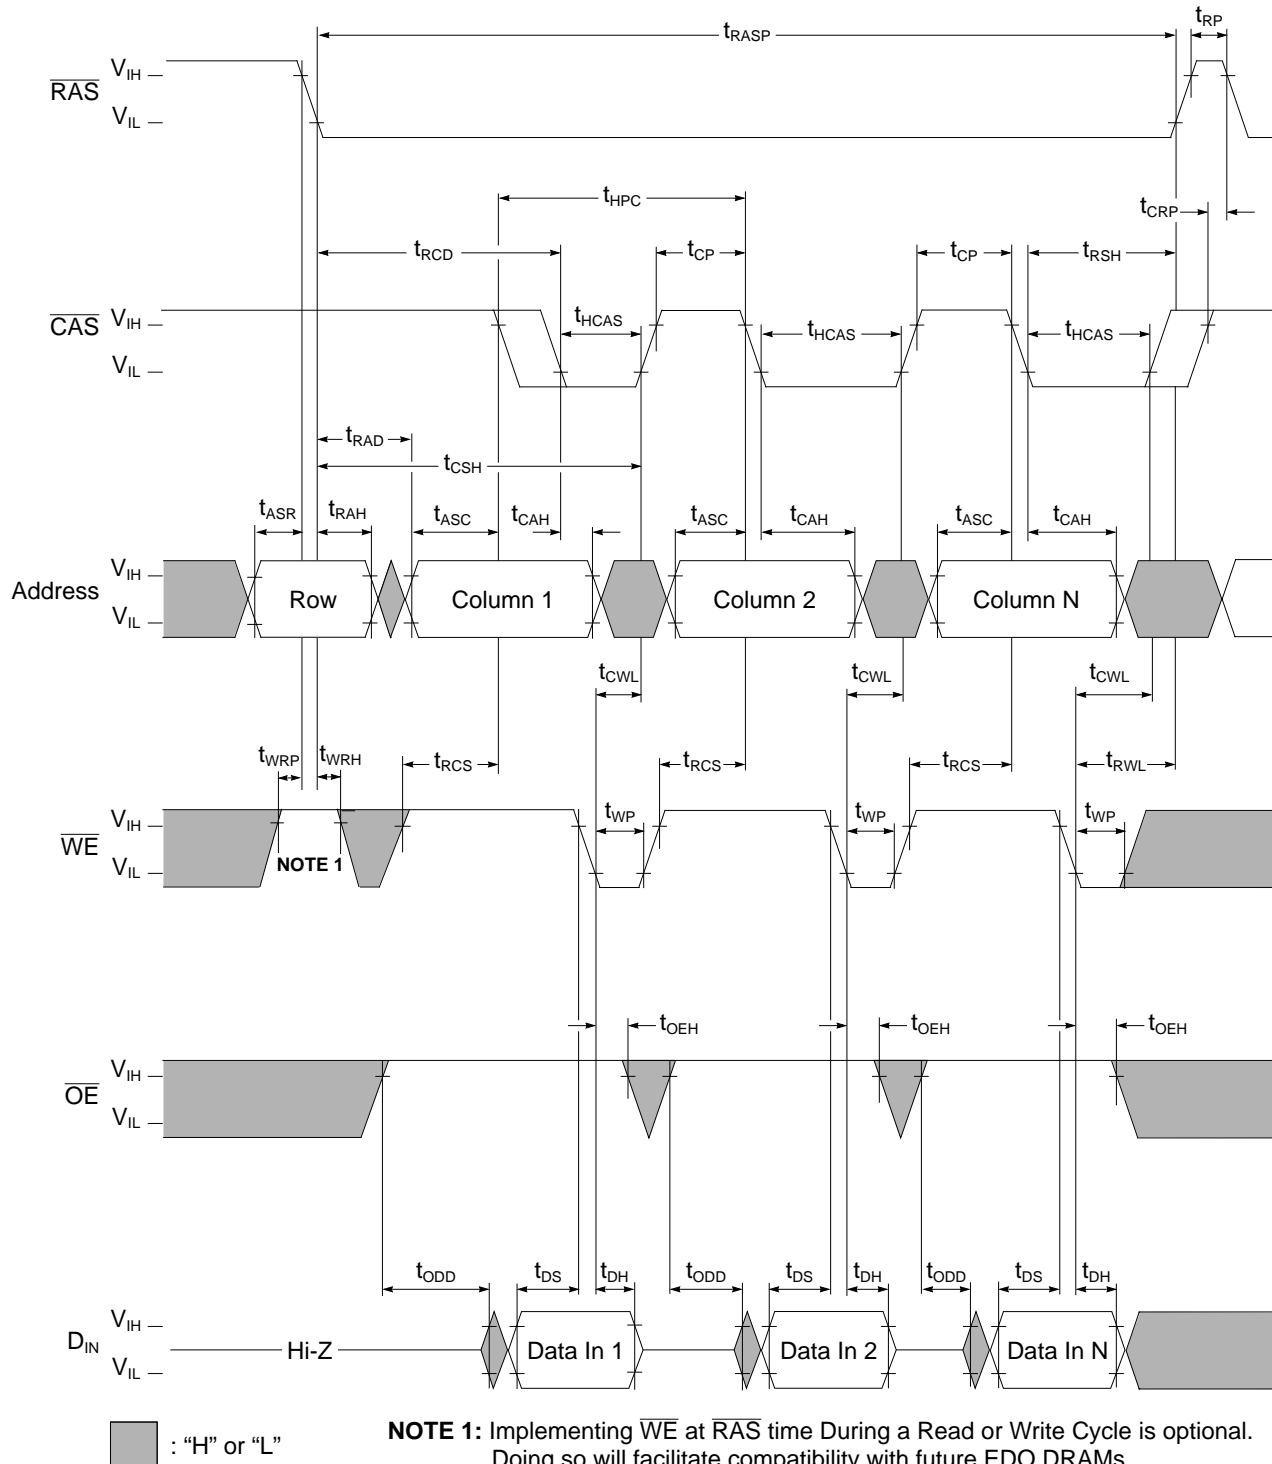 tRP
tRASP
RAS VIH
VIL
tHPC
tCRP
tRCD tCP tCP tRSH
CAS VIH
tHCAS tHCAS tHCAS
VIL
tRAD
tCSH
tASR tRAH tASC tCAH tASC tCAH tASC tCAH
VIH
Address Row Column 1 Column 2 Column N
VIL
tCWL tCWL tCWL
tWRP tWRH tRCS tRCS tRCS tRWL
WE VIH
tWP tWP tWP
VIL
NOTE 1
tOEH tOEH tOEH
OE VIH
VIL
tODD tDS tDH tODD tDS tDH tODD tDS tDH
VIH
DIN Hi-Z Data In 1 Data In 2 Data In N
VIL
: “H” or “L”
NOTE 1: Implementing WE at RAS time During a Read or Write Cycle is optional.
Doing so will facilitate compatibility with future EDO DRAMs